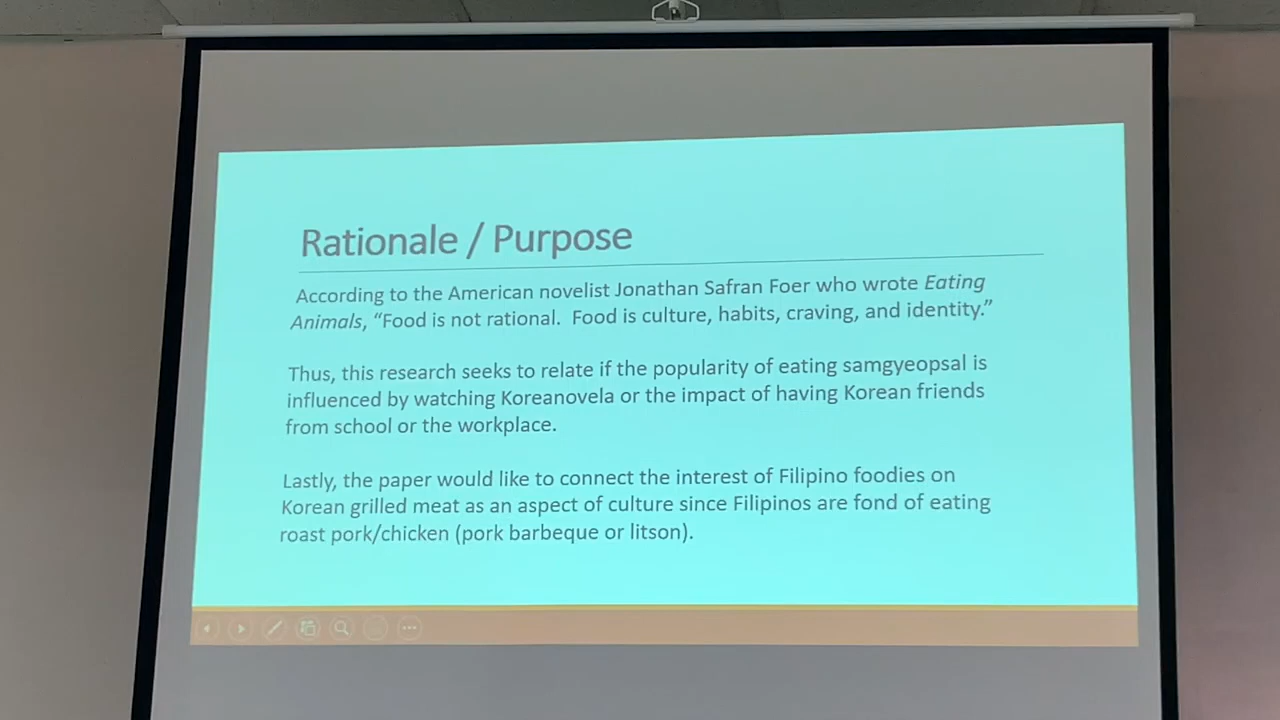 Rationale / Purpose
According to the American novelist Jonathan Safran Foer who wrote Eating
Animals, “Food is not rational. Food is culture, habits, craving, and identity.”
Thus, this research seeks to relate if the popularity of eating samgyeopsal is
influenced by watching Koreanovela or the impact of having Korean friends
from school or the workplace.
Lastly, the paper would like to connect the interest of Filipino foodies on
Korean grilled meat as an aspect of culture since Filipinos are fond of eating
roast pork/chicken (pork barbeque or litson).